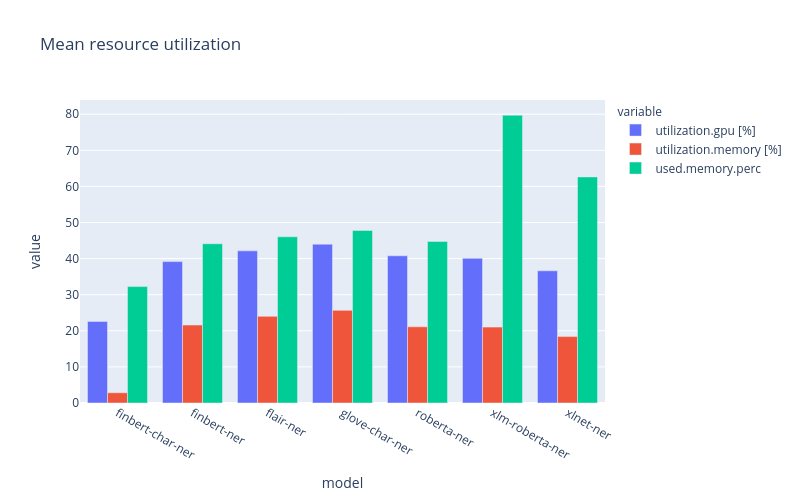 Mean resource utilization
variable
utilization.gpu [%]
utilization.memory [%]
used.memory.perc
value
80
70
60
50
40
30
20
10
0
finbert-char-ner
finbert-ner
flair-ner
glove-char-ner
roberta-ner
xlm-roberta-ner
xlnet-ner
model